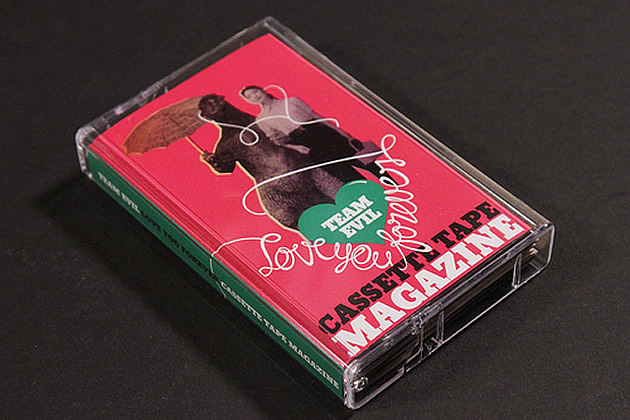 TEAM
EVIL
Love you forever
CASSETTE TAPE
MAGAZINE
TEAM EVIL LOVE YOU FOREVER CASSETTE TAPE MAGAZINE